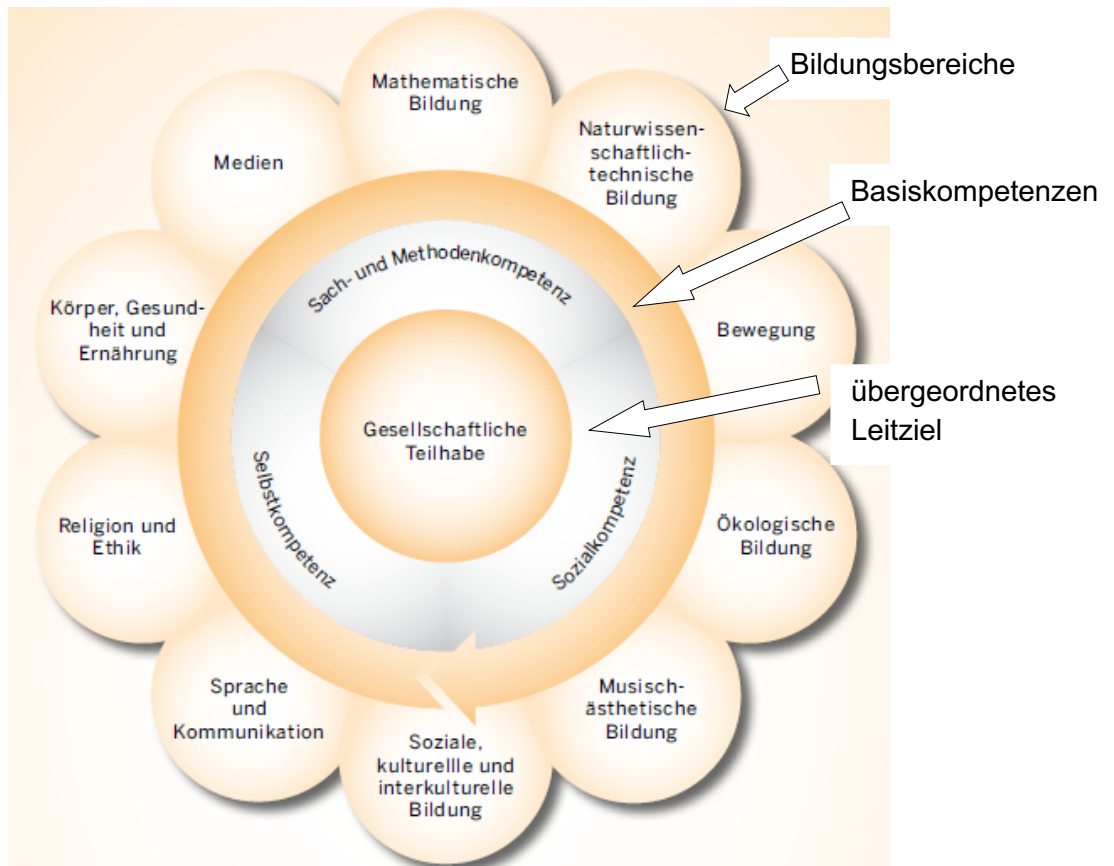 Mathematische
Bildung
Naturwissen-
schaftlich-
technische
Bildung
Bewegung
Ökologische
Bildung
Musisch-
ästhetische
Bildung
Soziale,
kulturellle und
interkulturelle
Bildung
Sprache
und
Kommunikation
Religion und
Ethik
Körper, Gesund-
heit und
Ernährung
Medien
Sach- und Methodenkompetenz
Sozialkompetenz
Selbstkompetenz
Gesellschaftliche
Teilhabe
Bildungsbereiche
Basiskompetenzen
übergeordnetes
Leitziel